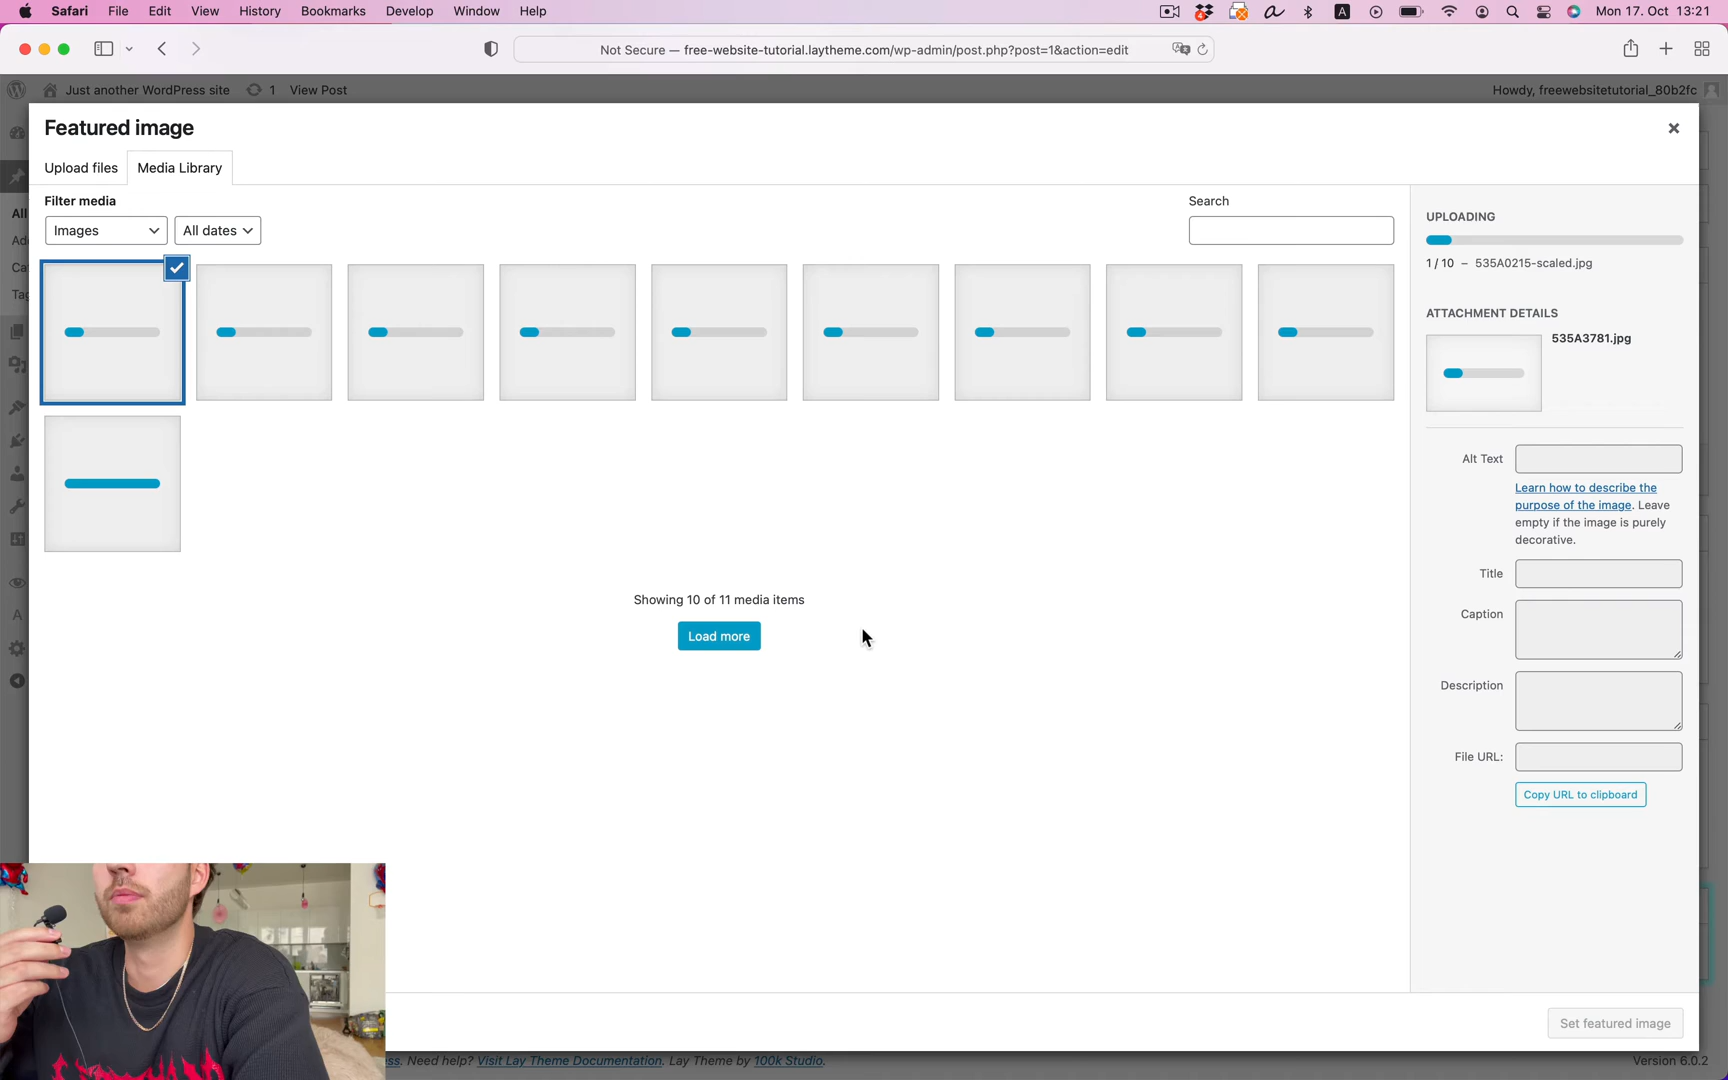 Safari File Edit View History Bookmarks Develop Window Help
4 A Mon 17. Oct 13:21
Not Secure — free-website-tutorial.laytheme.com/wp-admin/post.php?post=1&action=edit
Just another WordPress site 1 View Post
Howdy, freewebsitetutorial_80b2fc
Featured image
Upload files Media Library
Filter media
Search
Images
All dates
All
UPLOADING
1 / 10 – 535A0215-scaled.jpg
ATTACHMENT DETAILS
535A3781.jpg
Alt Text
Learn how to describe the
purpose of the image. Leave
empty if the image is purely
decorative.
Title
Showing 10 of 11 media items
Caption
Load more
Description
File URL:
Copy URL to clipboard
Set featured image
ss. Need help? Visit Lay Theme Documentation. Lay Theme by 100k Studio.
Version 6.0.2